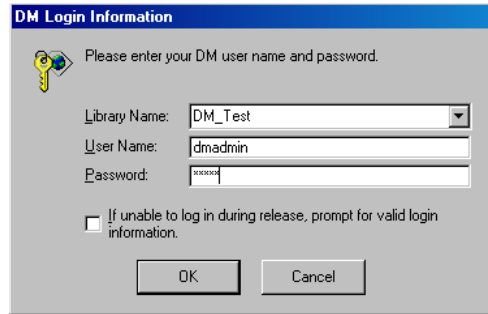 DM Login Information
Please enter your DM user name and password.
Library Name: DM_Test
User Name: dmadmin
Password: xxxxx
If unable to log in during release, prompt for valid login
information.
OK Cancel